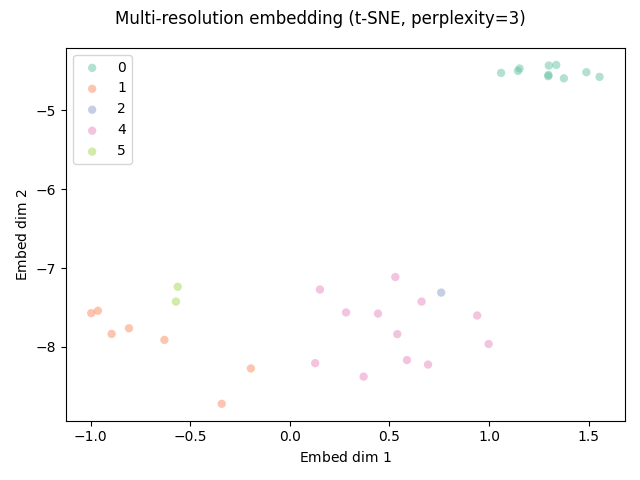 Multi-resolution embedding (t-SNE, perplexity=3)
0
1
2
4
5
−5
−6
−7
−8
Embed dim 2
−1.0 −0.5 0.0 0.5 1.0 1.5
Embed dim 1